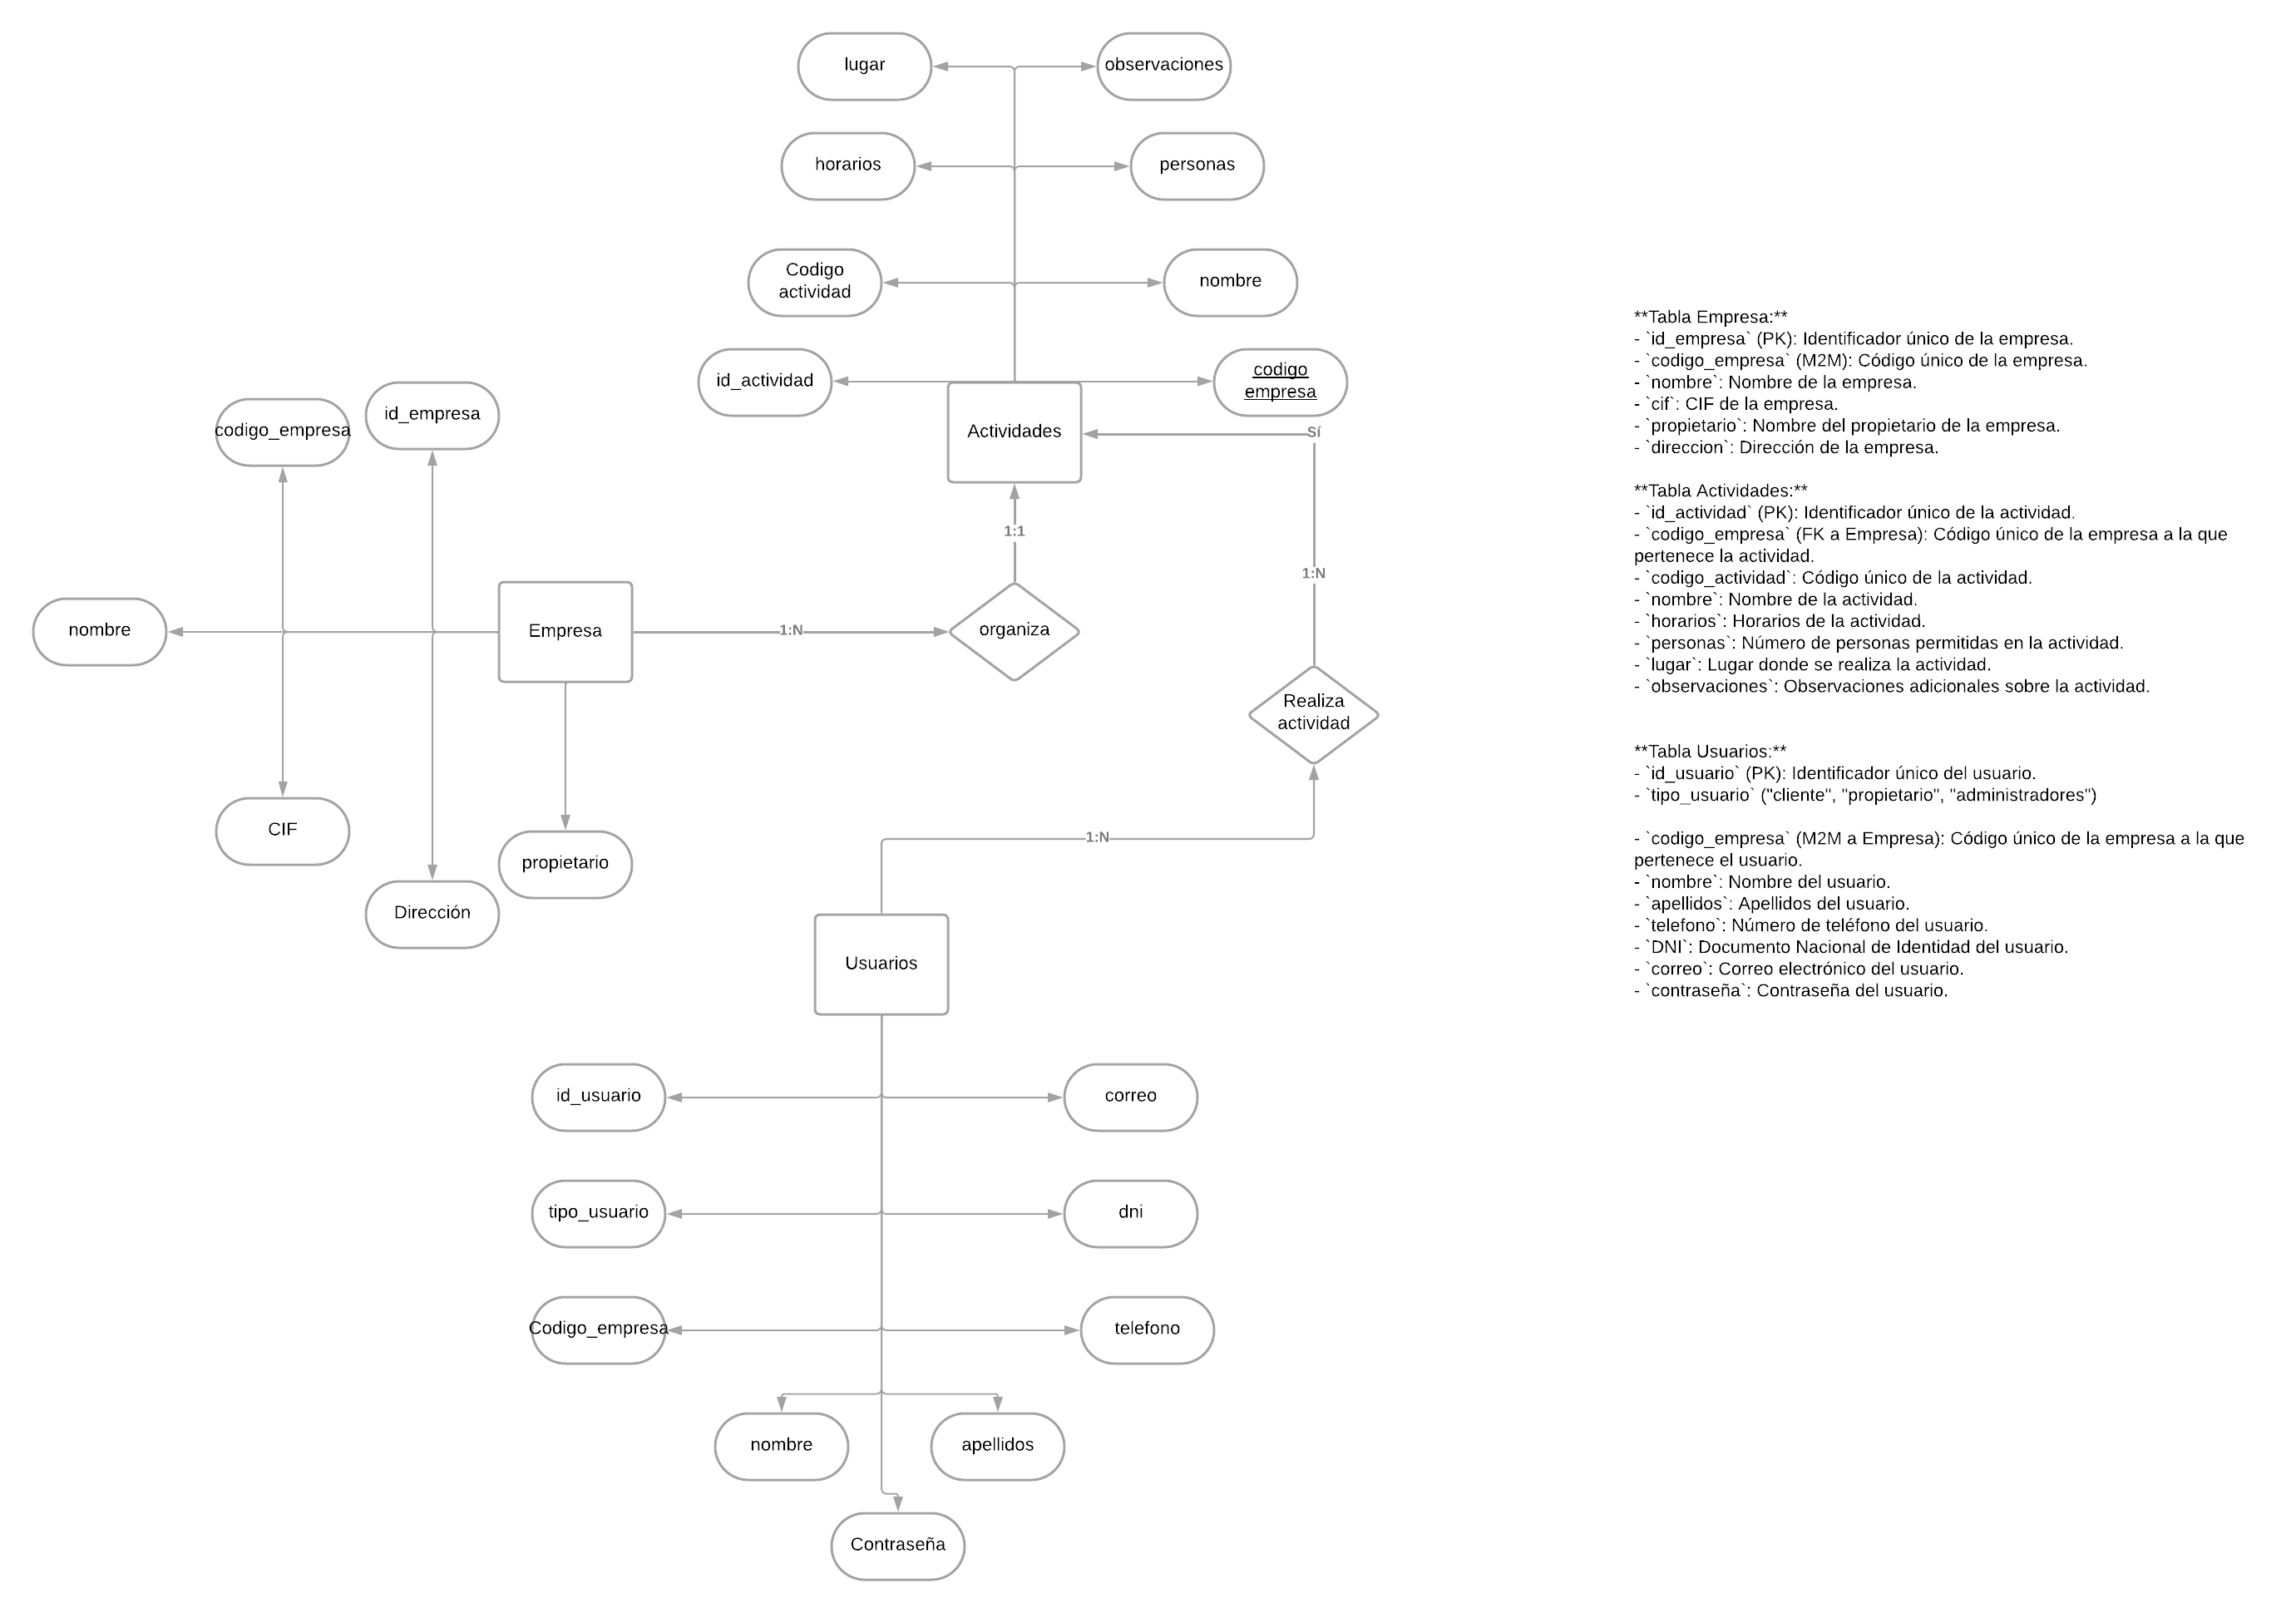 lugar
observaciones
horarios
personas
Codigo
actividad
nombre
id_actividad
codigo
empresa
Actividades
Sí
codigo_empresa
id_empresa
1:1
1:N
nombre
Empresa
1:N
organiza
Realiza
actividad
CIF
propietario
Dirección
1:N
Usuarios
id_usuario
correo
tipo_usuario
dni
Codigo_empresa
telefono
nombre
apellidos
Contraseña
**Tabla Empresa:**
- `id_empresa` (PK): Identificador único de la empresa.
- `codigo_empresa` (M2M): Código único de la empresa.
- `nombre`: Nombre de la empresa.
- `cif`: CIF de la empresa.
- `propietario`: Nombre del propietario de la empresa.
- `direccion`: Dirección de la empresa.
**Tabla Actividades:**
- `id_actividad` (PK): Identificador único de la actividad.
- `codigo_empresa` (FK a Empresa): Código único de la empresa a la que
pertenece la actividad.
- `codigo_actividad`: Código único de la actividad.
- `nombre`: Nombre de la actividad.
- `horarios`: Horarios de la actividad.
- `personas`: Número de personas permitidas en la actividad.
- `lugar`: Lugar donde se realiza la actividad.
- `observaciones`: Observaciones adicionales sobre la actividad.
**Tabla Usuarios:**
- `id_usuario` (PK): Identificador único del usuario.
- `tipo_usuario` ("cliente", "propietario", "administradores")
- `codigo_empresa` (M2M a Empresa): Código único de la empresa a la que
pertenece el usuario.
- `nombre`: Nombre del usuario.
- `apellidos`: Apellidos del usuario.
- `telefono`: Número de teléfono del usuario.
- `DNI`: Documento Nacional de Identidad del usuario.
- `correo`: Correo electrónico del usuario.
- `contraseña`: Contraseña del usuario.